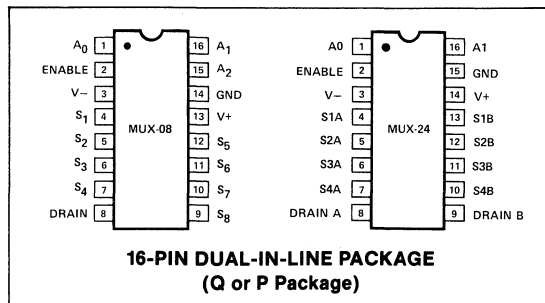 A0 1 16 A1 A0 1 16 A1
ENABLE 2 15 A2 ENABLE 2 15 GND
V− 3 14 GND V− 3 14 V+
S1 4 MUX-08 13 V+ S1A 4 MUX-24 13 S1B
S2 5 12 S5 S2A 5 12 S2B
S3 6 11 S6 S3A 6 11 S3B
S4 7 10 S7 S4A 7 10 S4B
DRAIN 8 9 S8 DRAIN A 8 9 DRAIN B
16-PIN DUAL-IN-LINE PACKAGE
(Q or P Package)